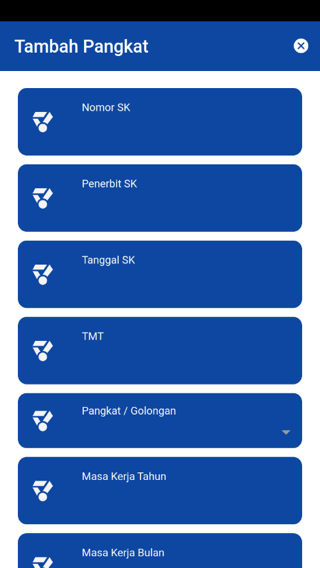 Tambah Pangkat
Nomor SK
Penerbit SK
Tanggal SK
TMT
Pangkat / Golongan
Masa Kerja Tahun
Masa Kerja Bulan